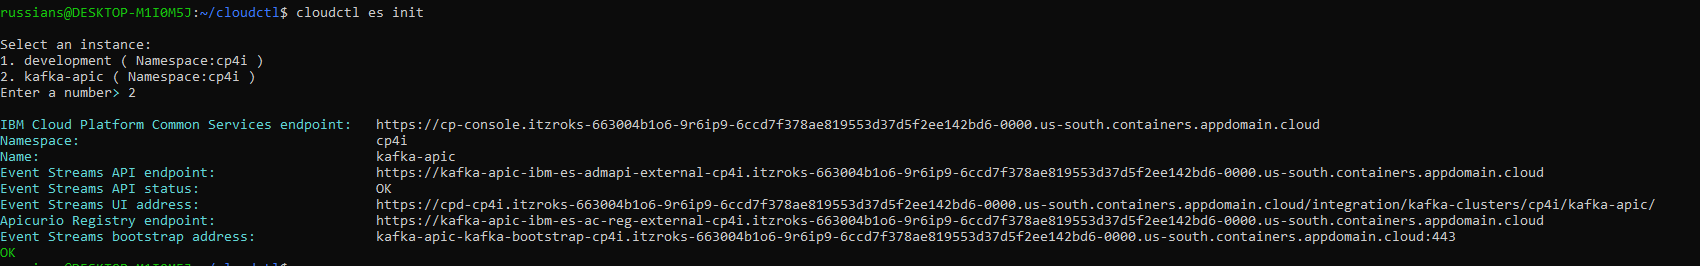 russians@DESKTOP-M1I0M5J:~/cloudctl$ cloudctl es init
Select an instance:
1. development ( Namespace:cp4i )
2. kafka-apic ( Namespace:cp4i )
Enter a number> 2
IBM Cloud Platform Common Services endpoint:   https://cp-console.itzroks-663004b1o6-9r6ip9-6ccd7f378ae819553d37d5f2ee142bd6-0000.us-south.containers.appdomain.cloud
Namespace:                                     cp4i
Name:                                          kafka-apic
Event Streams API endpoint:                    https://kafka-apic-ibm-es-admapi-external-cp4i.itzroks-663004b1o6-9r6ip9-6ccd7f378ae819553d37d5f2ee142bd6-0000.us-south.containers.appdomain.cloud
Event Streams API status:                      OK
Event Streams UI address:                      https://cpd-cp4i.itzroks-663004b1o6-9r6ip9-6ccd7f378ae819553d37d5f2ee142bd6-0000.us-south.containers.appdomain.cloud/integration/kafka-clusters/cp4i/kafka-apic/
Apicurio Registry endpoint:                    https://kafka-apic-ibm-es-ac-reg-external-cp4i.itzroks-663004b1o6-9r6ip9-6ccd7f378ae819553d37d5f2ee142bd6-0000.us-south.containers.appdomain.cloud
Event Streams bootstrap address:               kafka-apic-kafka-bootstrap-cp4i.itzroks-663004b1o6-9r6ip9-6ccd7f378ae819553d37d5f2ee142bd6-0000.us-south.containers.appdomain.cloud:443
OK